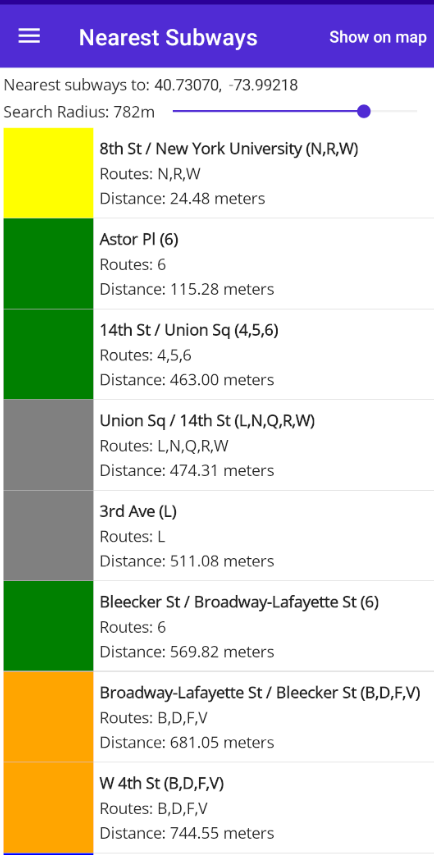 Nearest Subways
Show on map
Nearest subways to: 40.73070, -73.99218
Search Radius: 782m
8th St / New York University (N,R,W)
Routes: N,R,W
Distance: 24.48 meters
Astor Pl (6)
Routes: 6
Distance: 115.28 meters
14th St / Union Sq (4,5,6)
Routes: 4,5,6
Distance: 463.00 meters
Union Sq / 14th St (L,N,Q,R,W)
Routes: L,N,Q,R,W
Distance: 474.31 meters
3rd Ave (L)
Routes: L
Distance: 511.08 meters
Bleecker St / Broadway-Lafayette St (6)
Routes: 6
Distance: 569.82 meters
Broadway-Lafayette St / Bleecker St (B,D,F,V)
Routes: B,D,F,V
Distance: 681.05 meters
W 4th St (B,D,F,V)
Routes: B,D,F,V
Distance: 744.55 meters